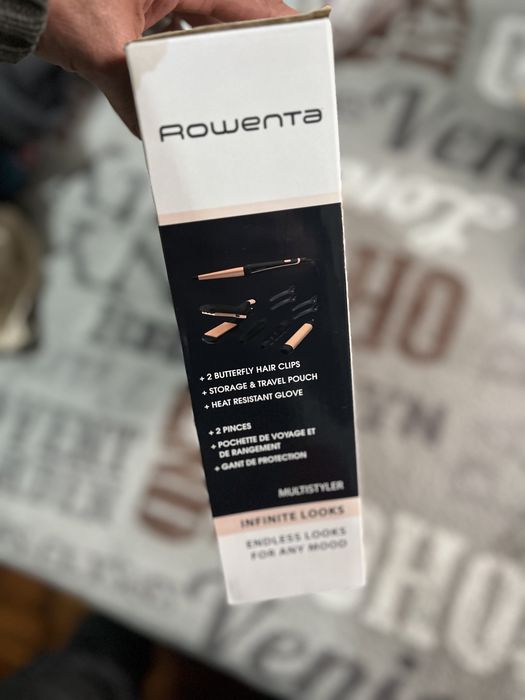 Rowenta
+ 2 BUTTERFLY HAIR CLIPS
+ STORAGE & TRAVEL POUCH
+ HEAT RESISTANT GLOVE
+ 2 PINCES
+ POCHETTE DE VOYAGE ET
DE RANGEMENT
+ GANT DE PROTECTION
MULTISTYLER
INFINITE LOOKS
ENDLESS LOOKS
FOR ANY MOOD